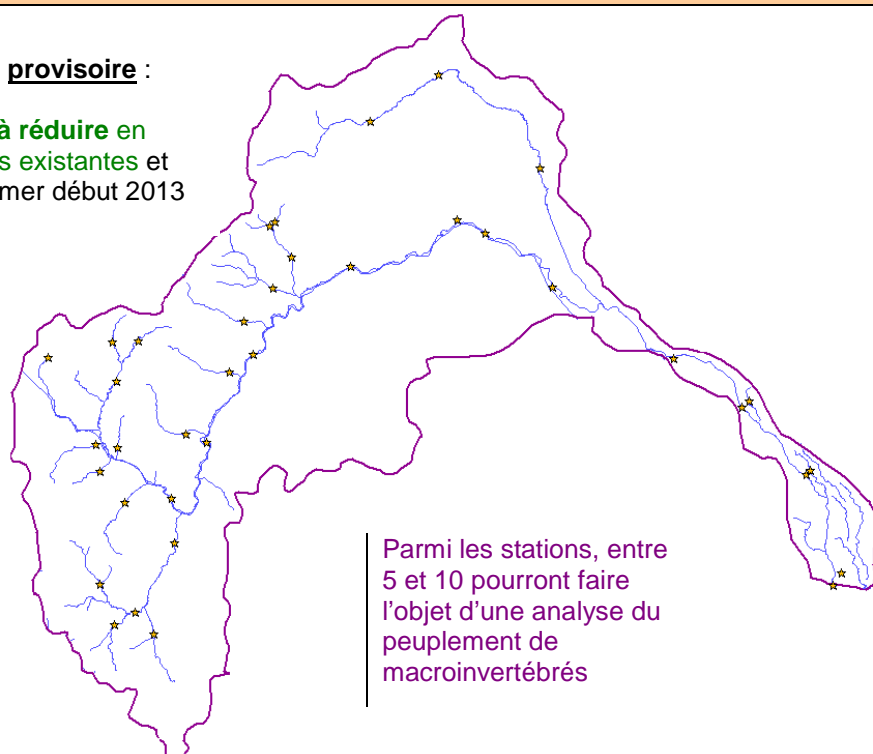 provisoire :
à réduire en
s existantes et
mer début 2013
Parmi les stations, entre
5 et 10 pourront faire
l'objet d'une analyse du
peuplement de
macroinvertébrés